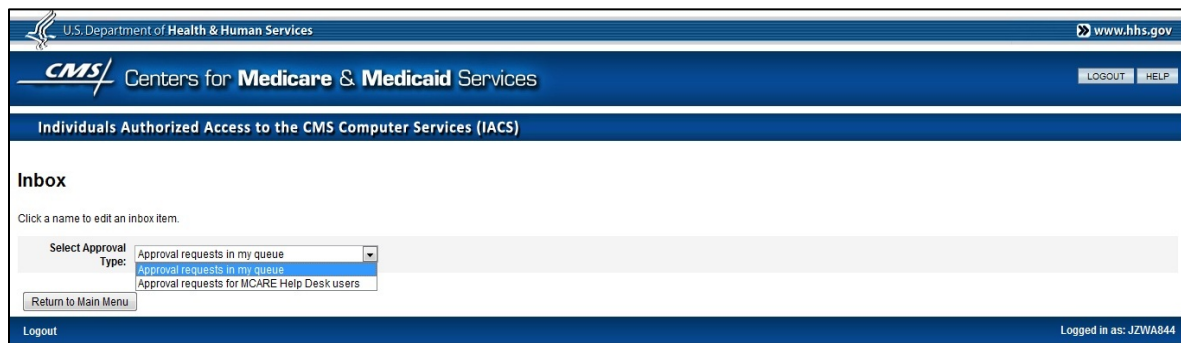 U.S. Department of Health & Human Services
www.hhs.gov
CMS Centers for Medicare & Medicaid Services
LOGOUT HELP
Individuals Authorized Access to the CMS Computer Services (IACS)
Inbox
Click a name to edit an inbox item.
Select Approval
Type:
Approval requests in my queue
Approval requests in my queue
Approval requests for MCARE Help Desk users
Return to Main Menu
Logout
Logged in as: JZWA844